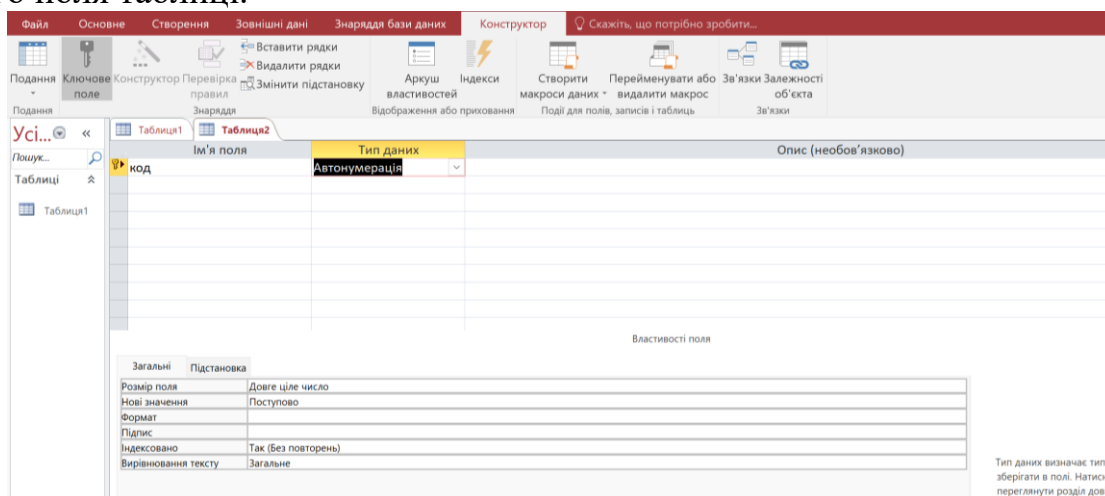 поля таблиці.
Файл Основне Створення Зовнішні дані Знаряддя бази даних Конструктор Скажіть, що потрібно зробити...
Вставити рядки
Видалити рядки
Змінити підстановку
Подання Ключове Конструктор Перевірка Аркуш Індекси Створити Перейменувати або Зв'язки Залежності
поле правил властивостей макроси даних видалити макрос об'єкта
Подання Знаряддя Відображення або приховання Події для полів, записів і таблиць Зв'язки
Усі... «
Таблиця1 Таблиця2
Пошук...
Ім'я поля Тип даних Опис (необов'язково)
код Автонумерація
Таблиці
Таблиця1
Властивості поля
Загальні Підстановка
Розмір поля Довге ціле число
Нові значення Поступово
Формат
Підпис
Індексовано Так (Без повторень)
Вирівнювання тексту Загальне
Тип даних визначає тип
зберігати в полі. Натисн
переглянути розділ дов